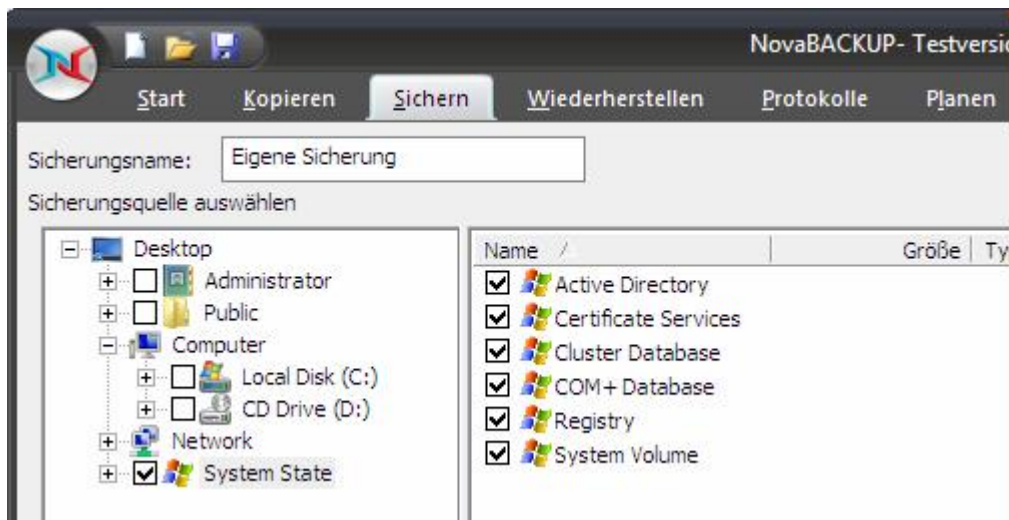 NovaBACKUP- Testversi
Start Kopieren Sichern Wiederherstellen Protokolle Planen
Sicherungsname: Eigene Sicherung
Sicherungsquelle auswählen
Desktop
Administrator
Public
Computer
Local Disk (C:)
CD Drive (D:)
Network
System State
Name Größe Ty
Active Directory
Certificate Services
Cluster Database
COM+ Database
Registry
System Volume